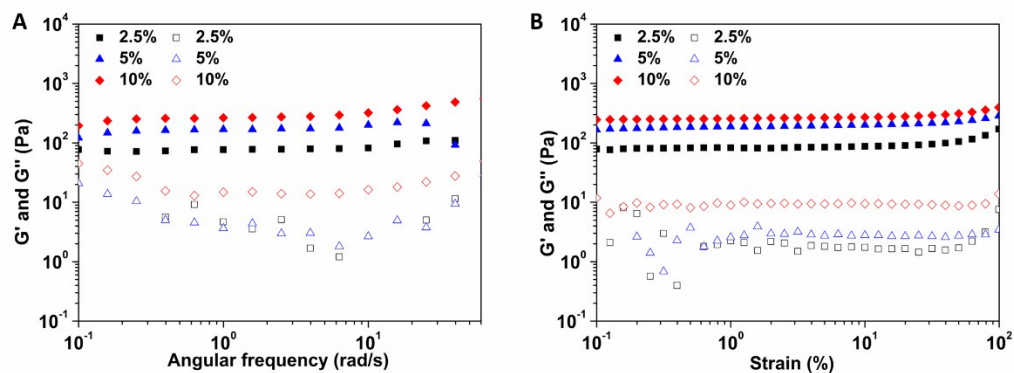 A
10^4
10^3
10^2
10^1
10^0
10^-1
G' and G'' (Pa)
2.5% 2.5%
5% 5%
10% 10%
10^-1 10^0 10^1
Angular frequency (rad/s)
B
10^4
10^3
10^2
10^1
10^0
10^-1
G' and G'' (Pa)
2.5% 2.5%
5% 5%
10% 10%
10^-1 10^0 10^1 10^2
Strain (%)